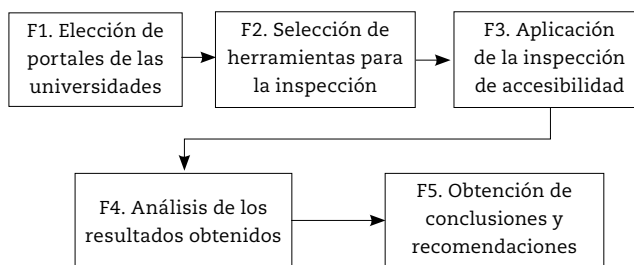 F1. Elección de
portales de las
universidades
F2. Selección de
herramientas para
la inspección
F3. Aplicación
de la inspección
de accesibilidad
F4. Análisis de los
resultados obtenidos
F5. Obtención de
conclusiones y
recomendaciones